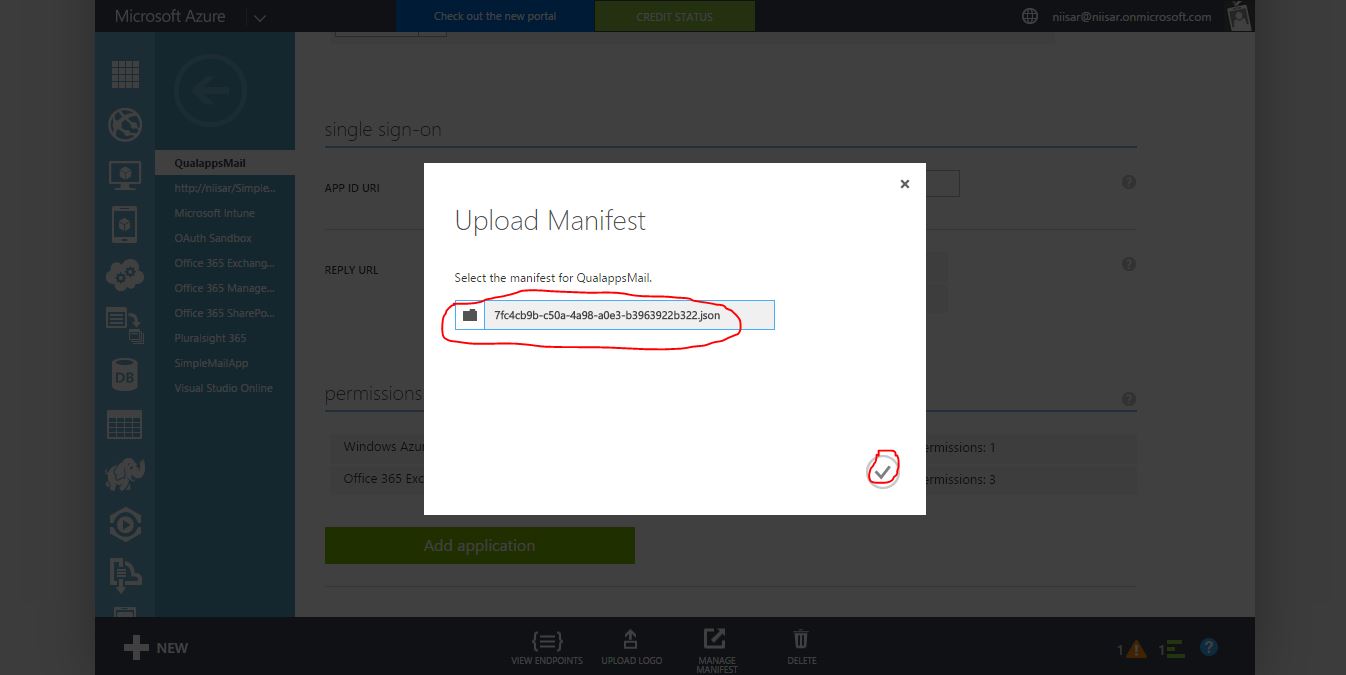 Microsoft Azure
Check out the new portal
CREDIT STATUS
niisar@niisar.onmicrosoft.com
QualappsMail
http://niisar/Simple...
Microsoft Intune
OAuth Sandbox
Office 365 Exchang...
Office 365 Manage...
Office 365 SharePo...
Pluralsight 365
SimpleMailApp
Visual Studio Online
DB
single sign-on
APP ID URI
?
REPLY URL
?
Upload Manifest
Select the manifest for QualappsMail.
7fc4cb9b-c50a-4a98-a0e3-b3963922b322.json
permissions
?
Windows Azu
ermissions: 1
Office 365 Exc
ermissions: 3
Add application
NEW
VIEW ENDPOINTS
UPLOAD LOGO
MANAGE
MANIFEST
DELETE
1
1
?